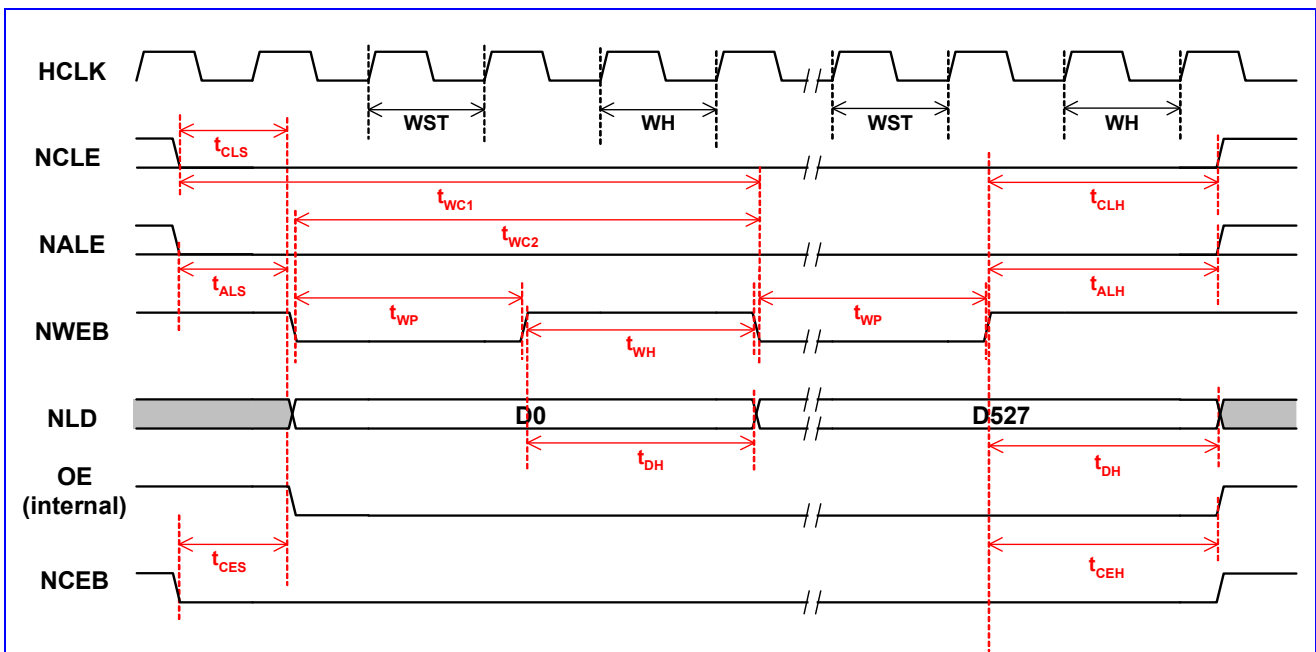 HCLK
WST WH WST WH
NCLE
tCLS
tWC1
tCLH
NALE
tWC2
tALS
tALH
NWEB
tWP
tWP
tWH
NLD
D0
D527
tDH
tDH
OE
(internal)
tCES
tCEH
NCEB